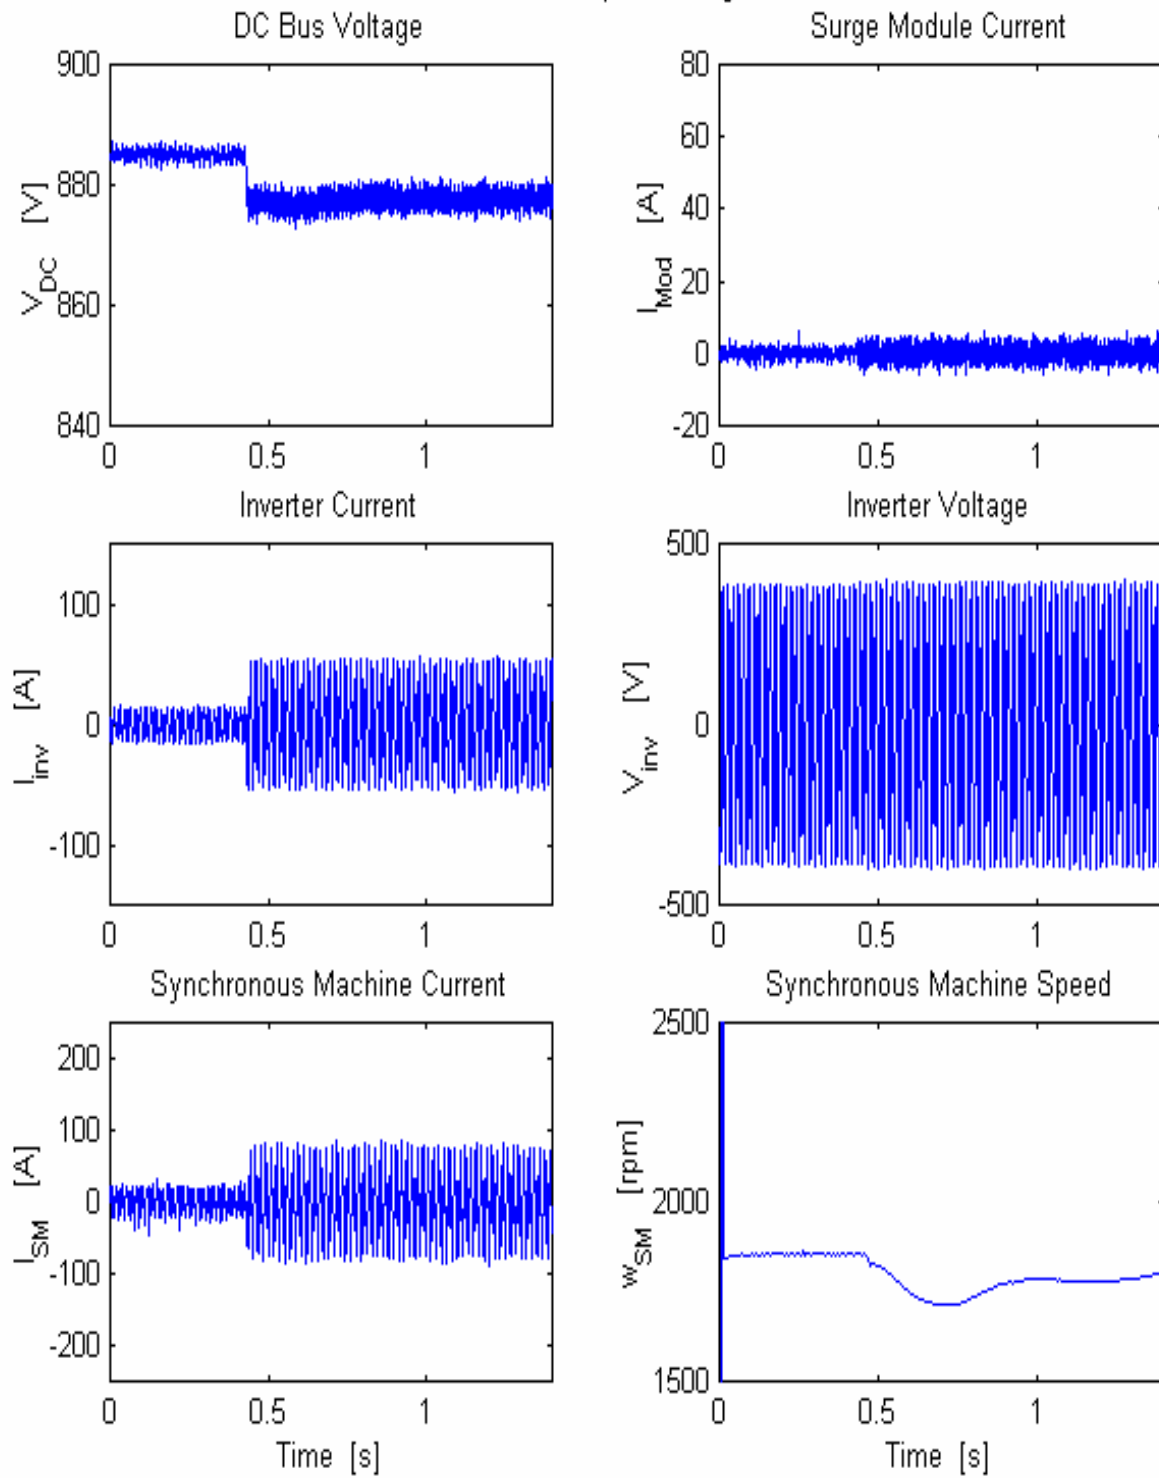 DC Bus Voltage
900
880
860
840
0 0.5 1
V_DC [V]
Surge Module Current
80
60
40
20
0
-20
0 0.5 1
I_Mod [A]
Inverter Current
100
0
-100
0 0.5 1
I_inv [A]
Inverter Voltage
500
0
-500
0 0.5 1
V_inv [V]
Synchronous Machine Current
200
100
0
-100
-200
0 0.5 1
I_SM [A]
Time [s]
Synchronous Machine Speed
2500
2000
1500
0 0.5 1
w_SM [rpm]
Time [s]